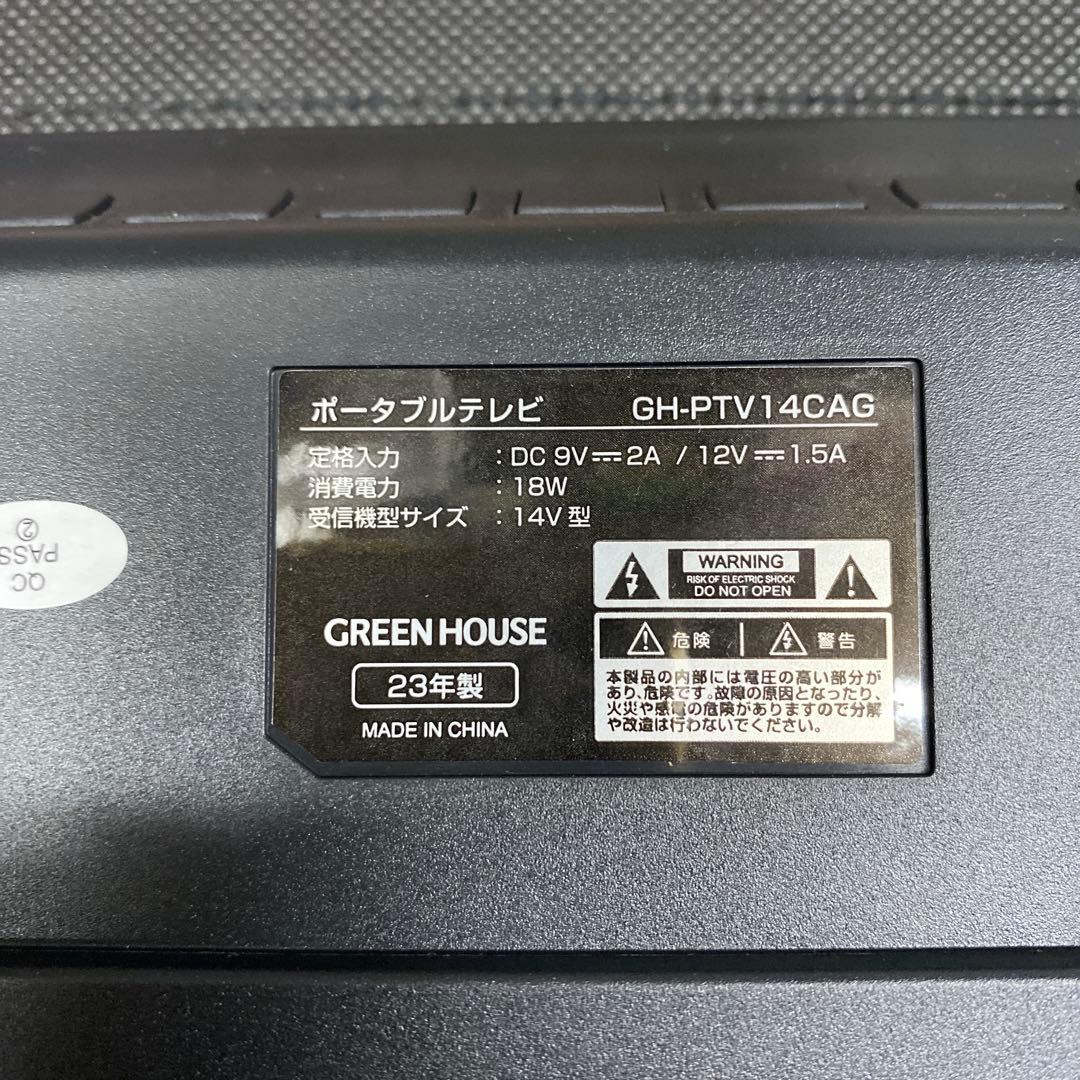 ポータブルテレビ GH-PTV14CAG
定格入力 : DC 9V⎓2A / 12V⎓1.5A
消費電力 : 18W
受信機型サイズ : 14V型
WARNING
RISK OF ELECTRIC SHOCK
DO NOT OPEN
危険 警告
本製品の内部には電圧の高い部分が
あり、危険です。故障の原因となったり、
火災や感電の危険がありますので分解
や改造は行わないでください。
GREEN HOUSE
23年製
MADE IN CHINA
QC
PASS
②